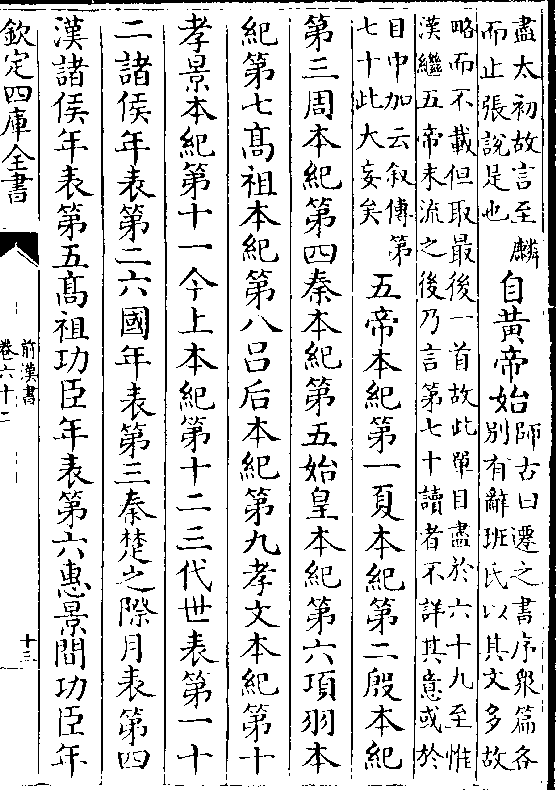 盡太初故言至麟
而止張說是也
自黃帝始
師古曰遷之書序衆篇各
別有辭班氏以其文多故
略而不載但取最後一首故此單目盡於六十九至惟
漢繼五帝末流之後乃言第七十讀者不詳其意或於
目中加云叙傳第
七十此大妄矣
五帝本紀第一夏本紀第二殷本紀
第三周本紀第四秦本紀第五始皇本紀第六項羽本
紀第七髙祖本紀第八吕后本紀第九孝文本紀第十
孝景本紀第十一今上本紀第十二三代世表第一十
二諸侯年表第二六國年表第三秦楚之際月表第四
漢諸侯年表第五髙祖功臣年表第六惠景間功臣年
欽定四庫全書
前漢書
卷六十二
十三